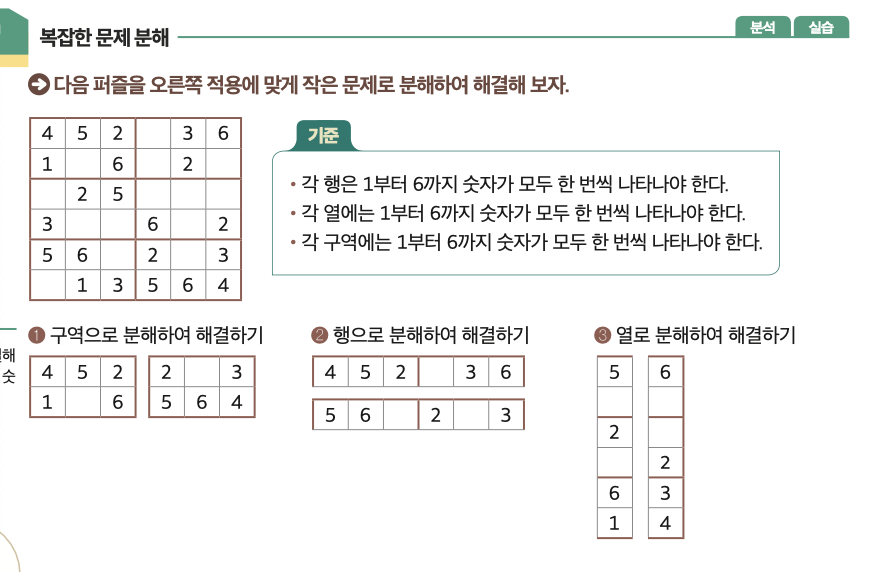 복잡한 문제 분해
분석 실습
다음 퍼즐을 오른쪽 적용에 맞게 작은 문제로 분해하여 해결해 보자.
4 5 2 3 6
1 6 2
2 5
3 6 2
5 6 2 3
1 3 5 6 4
기준
• 각 행은 1부터 6까지 숫자가 모두 한 번씩 나타나야 한다.
• 각 열에는 1부터 6까지 숫자가 모두 한 번씩 나타나야 한다.
• 각 구역에는 1부터 6까지 숫자가 모두 한 번씩 나타나야 한다.
❶ 구역으로 분해하여 해결하기
4 5 2
1 6
2 3
5 6 4
❷ 행으로 분해하여 해결하기
4 5 2 3 6
5 6 2 3
❸ 열로 분해하여 해결하기
5
2
6
1
6
2
3
4
해
숫